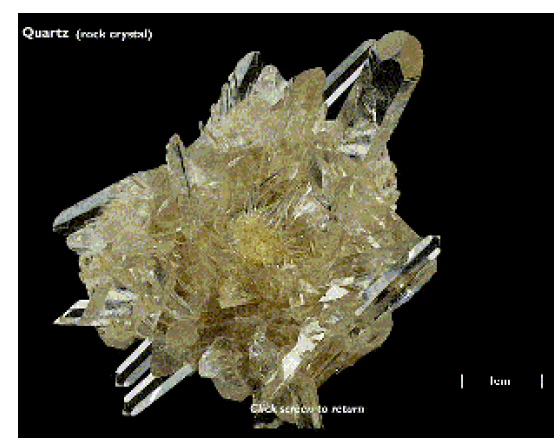 Quartz (rock crystal)
1cm
Click screen to return